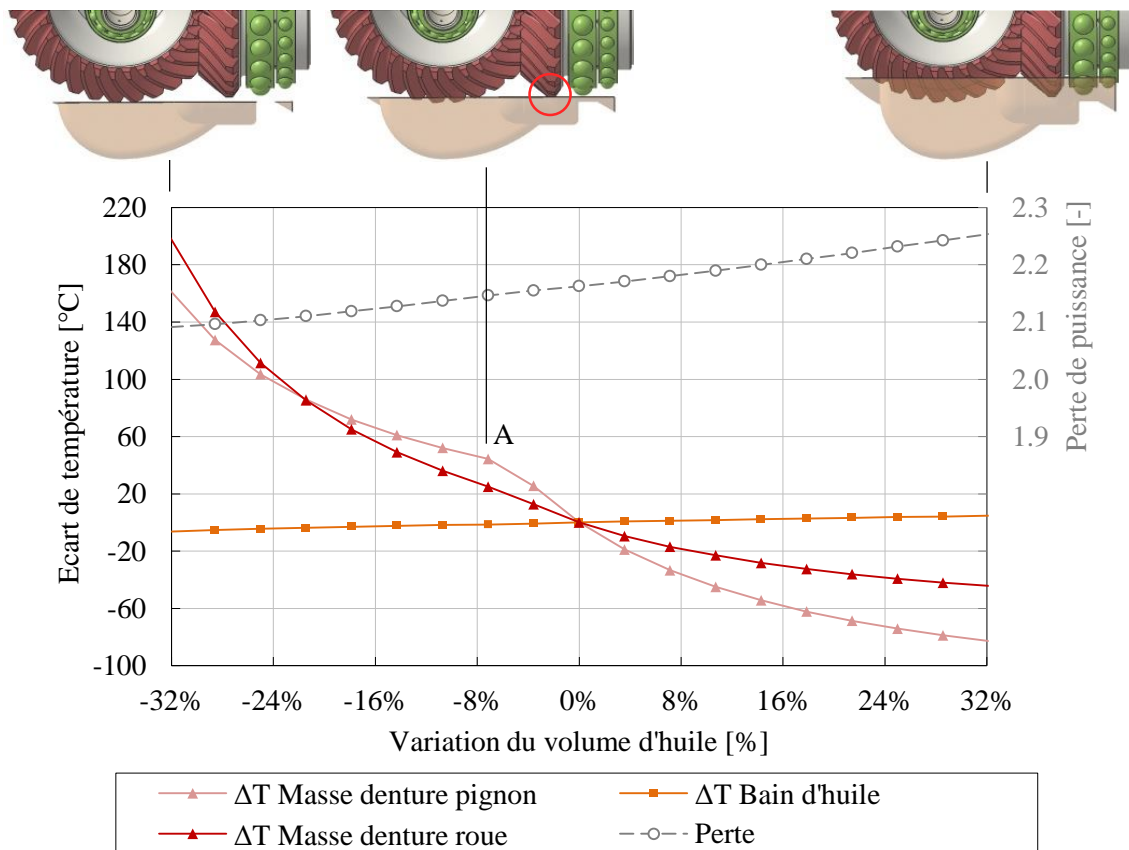 220
180
140
100
60
20
-20
-60
-100
Ecart de température [°C]
2.3
2.2
2.1
2.0
1.9
Perte de puissance [-]
A
-32%
-24%
-16%
-8%
0%
8%
16%
24%
32%
Variation du volume d'huile [%]
ΔT Masse denture pignon
ΔT Bain d'huile
ΔT Masse denture roue
Perte